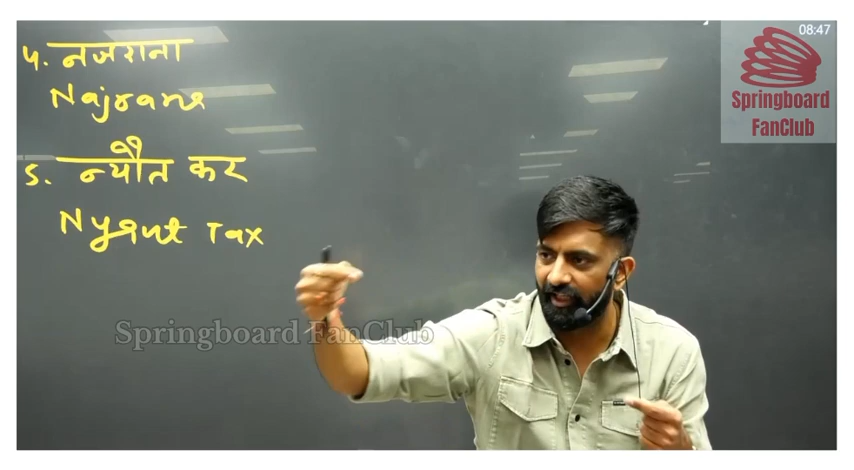 08:47
Springboard
FanClub
4. नजराना
Najrana
5. न्यौत कर
Nyaut Tax
Springboard FanClub